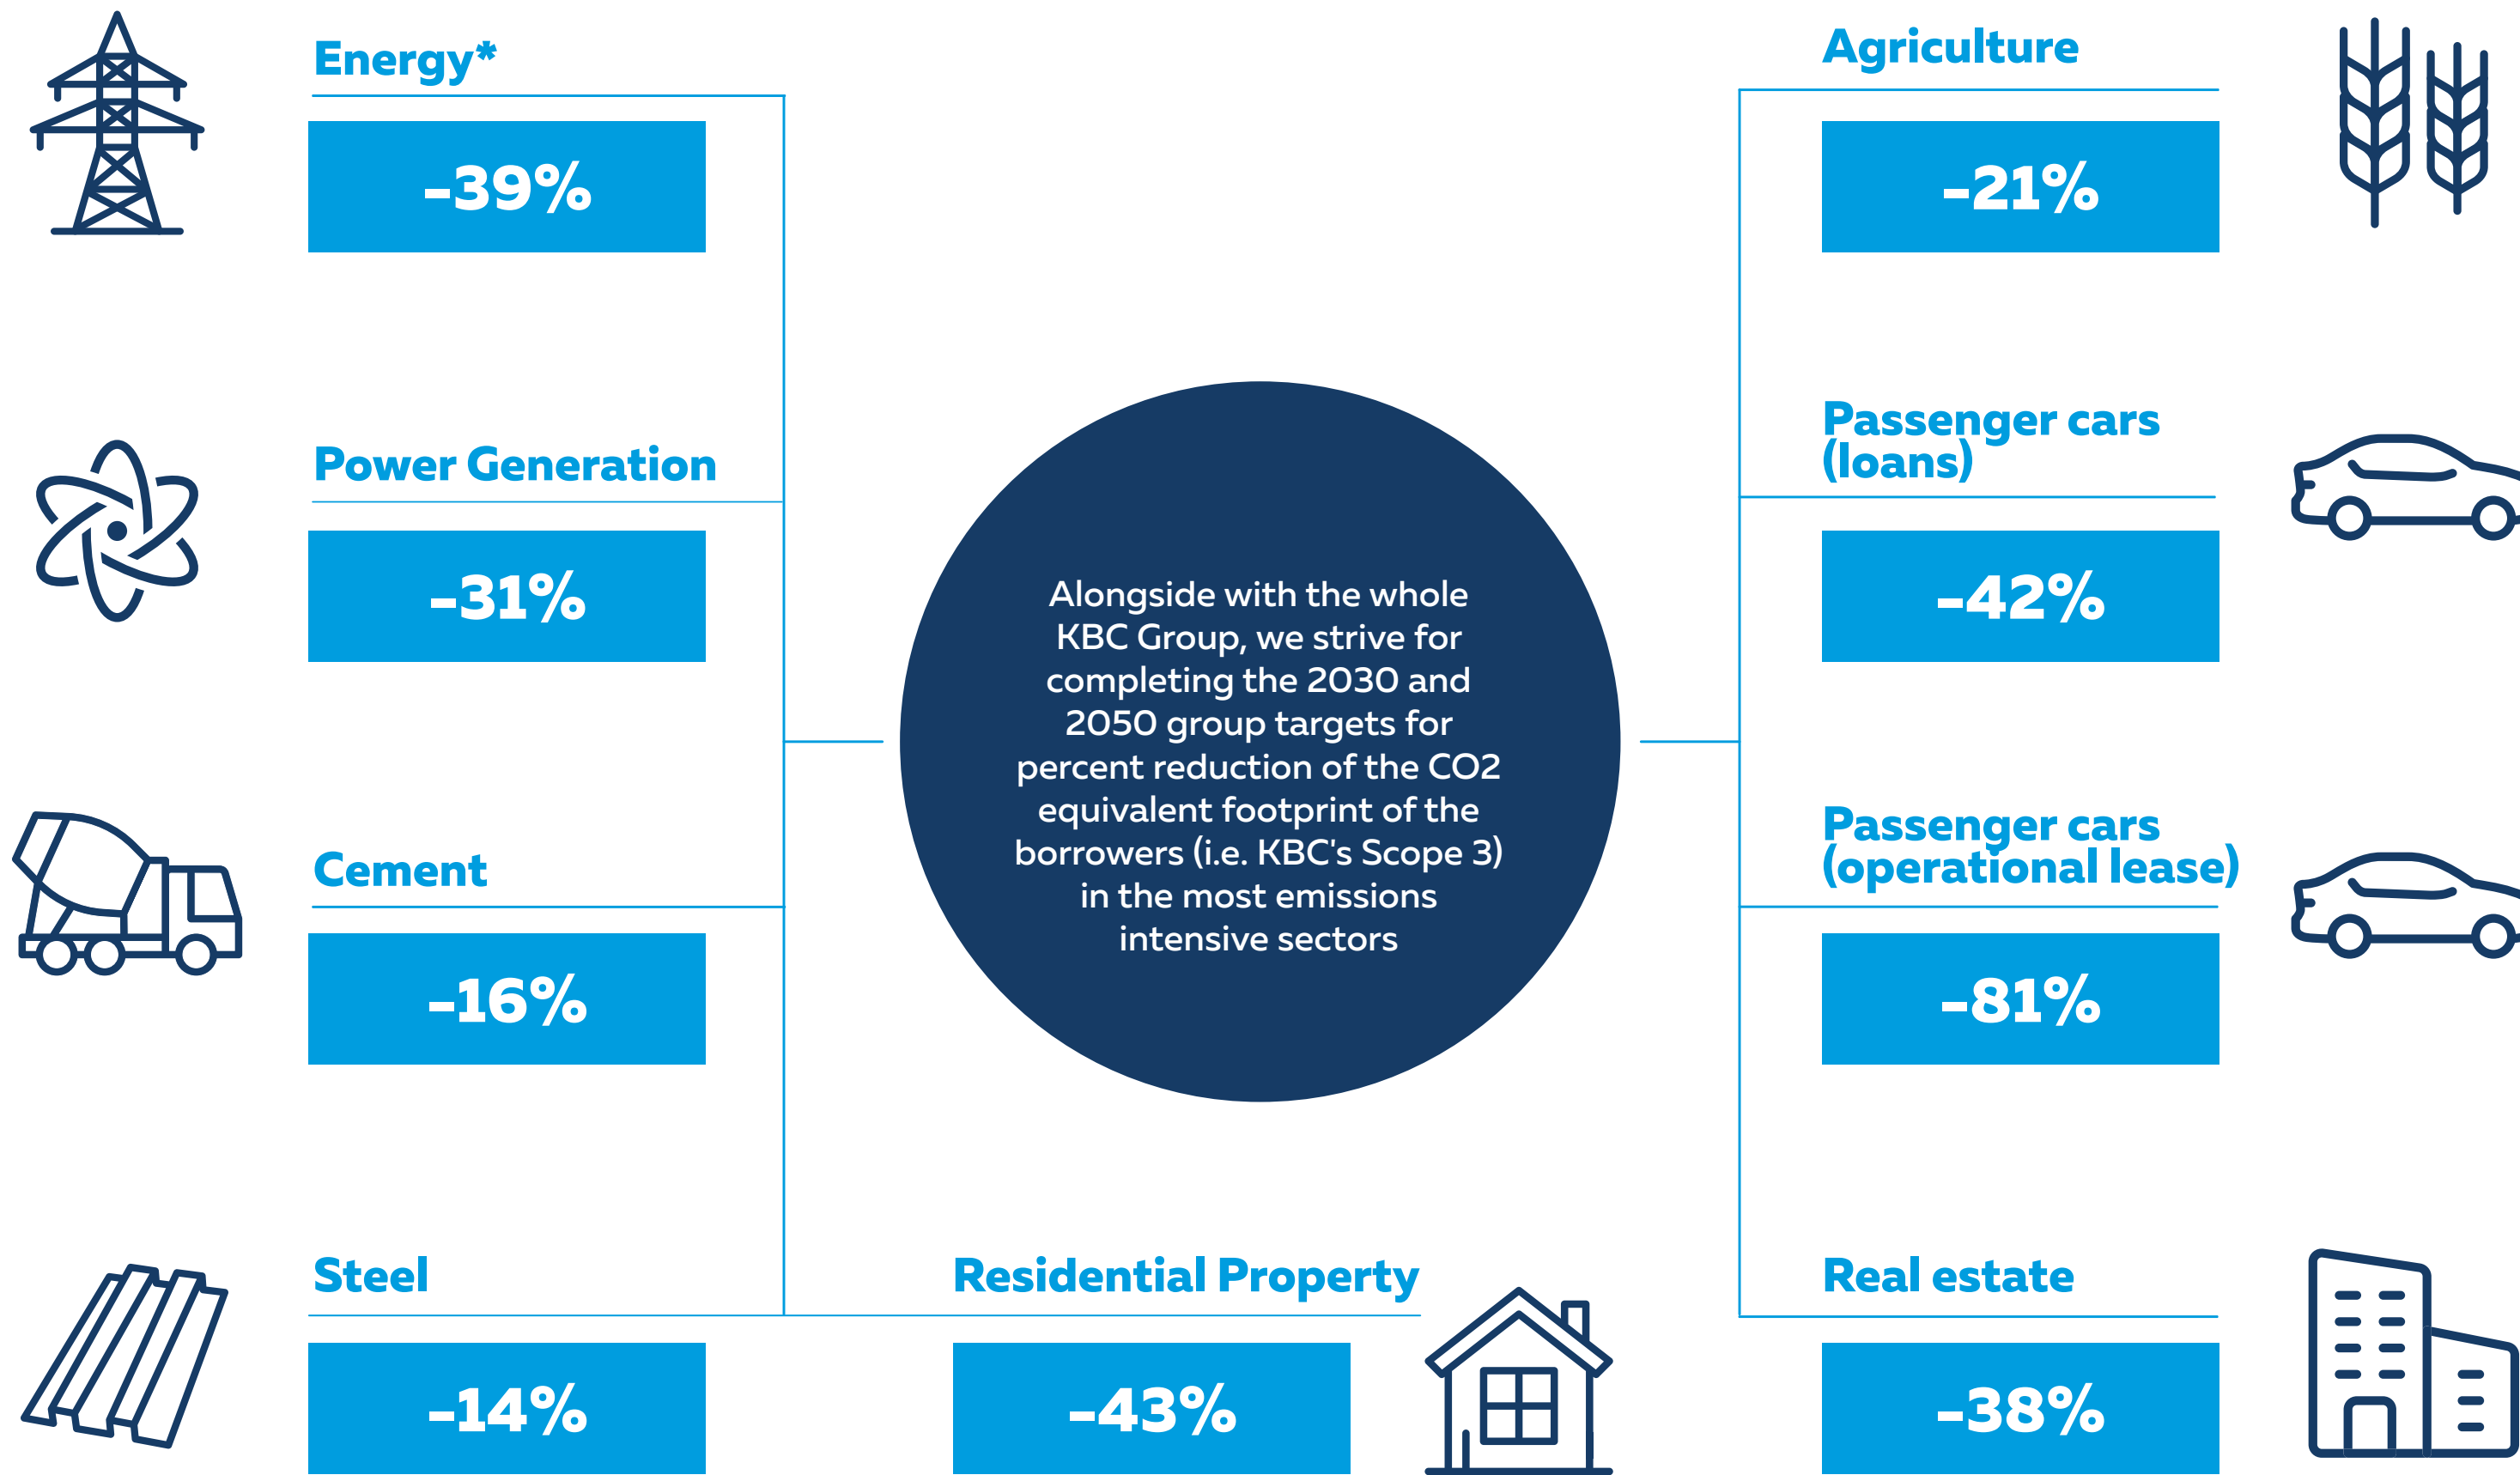 Energy*
-39%
Power Generation
-31%
Cement
-16%
Steel
-14%
Alongside with the whole
KBC Group, we strive for
completing the 2030 and
2050 group targets for
percent reduction of the CO2
equivalent footprint of the
borrowers (i.e. KBC's Scope 3)
in the most emissions
intensive sectors
Residential Property
-43%
Agriculture
-21%
Passenger cars
(loans)
-42%
Passenger cars
(operational lease)
-81%
Real estate
-38%